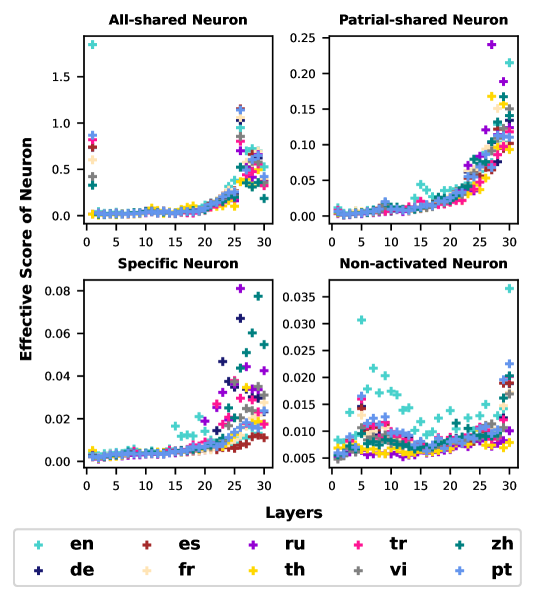 All-shared Neuron
Patrial-shared Neuron
0.0
0.5
1.0
1.5
0 5 10 15 20 25 30
0.00
0.05
0.10
0.15
0.20
0.25
0 5 10 15 20 25 30
Effective Score of Neuron
Specific Neuron
Non-activated Neuron
0.00
0.02
0.04
0.06
0.08
0 5 10 15 20 25 30
0.005
0.010
0.015
0.020
0.025
0.030
0.035
0 5 10 15 20 25 30
Layers
en es ru tr zh
de fr th vi pt